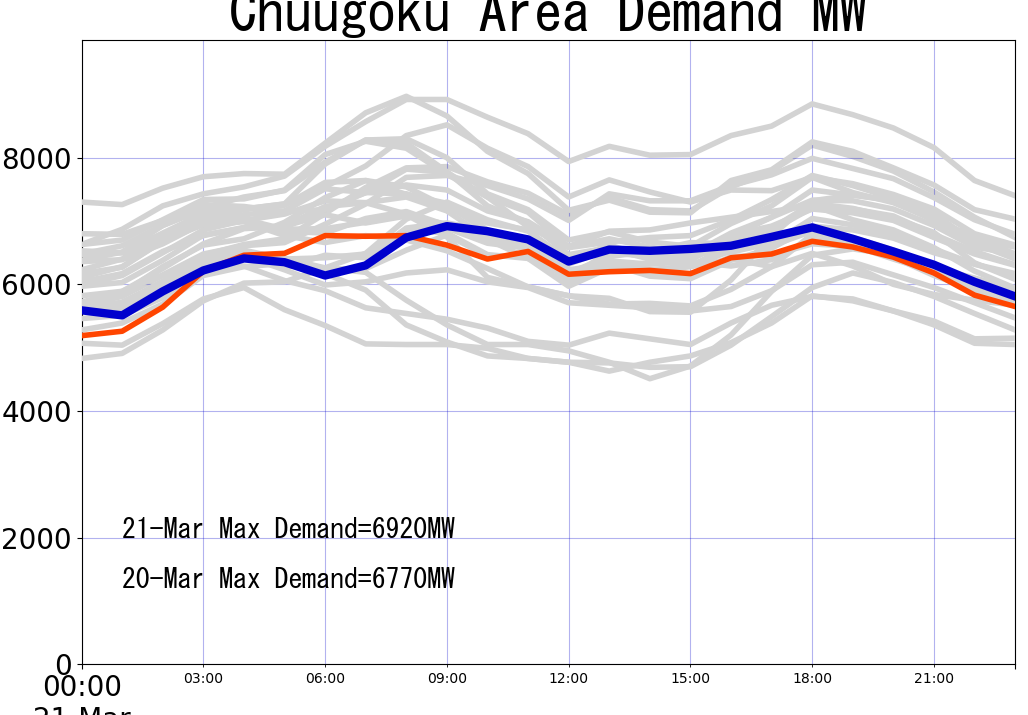 Chuugoku Area Demand MW
8000
6000
4000
2000
0
21-Mar Max Demand=6920MW
20-Mar Max Demand=6770MW
00:00 03:00 06:00 09:00 12:00 15:00 18:00 21:00
21-Mar